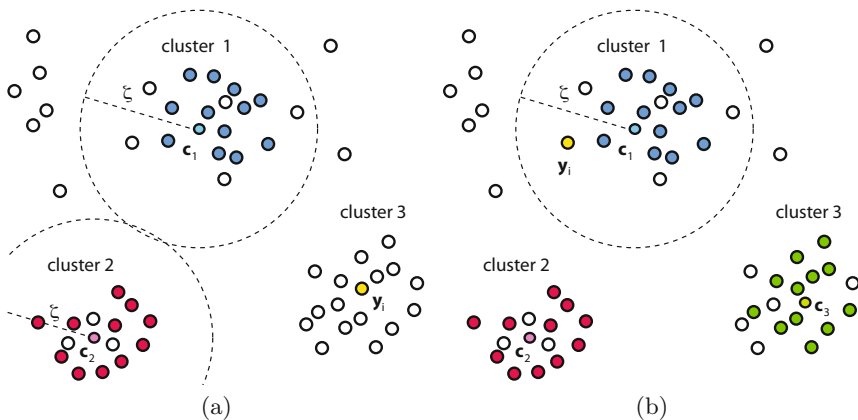 cluster 1
ζ
c₁
cluster 2
ζ
c₂
cluster 3
yᵢ
(a)
cluster 1
ζ
c₁
yᵢ
cluster 2
c₂
cluster 3
c₃
(b)